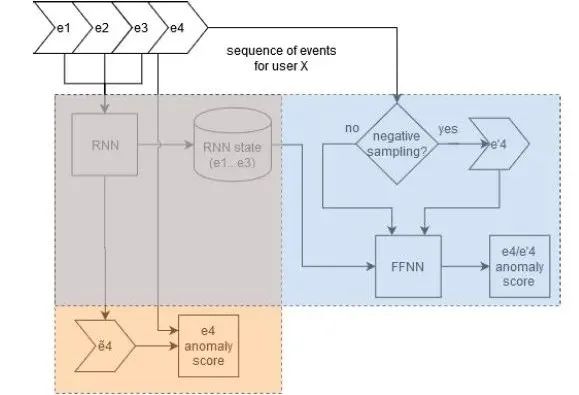 e1 e2 e3 e4
sequence of events
for user X
RNN
RNN state
(e1...e3)
no
negative
sampling?
yes
e'4
FFNN
e4/e'4
anomaly
score
ẽ4
e4
anomaly
score